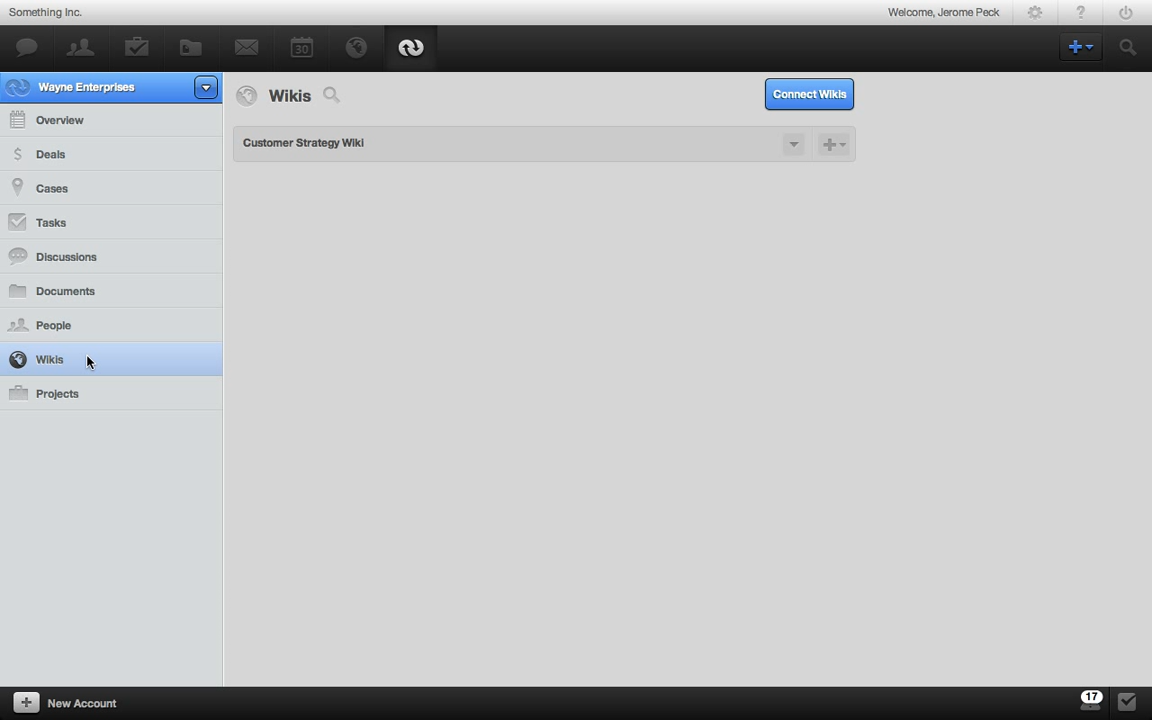 Something Inc.
Welcome, Jerome Peck
?
30
Wayne Enterprises
Wikis
Connect Wikis
Customer Strategy Wiki
Overview
$ Deals
Cases
Tasks
Discussions
Documents
People
Wikis
Projects
New Account
17